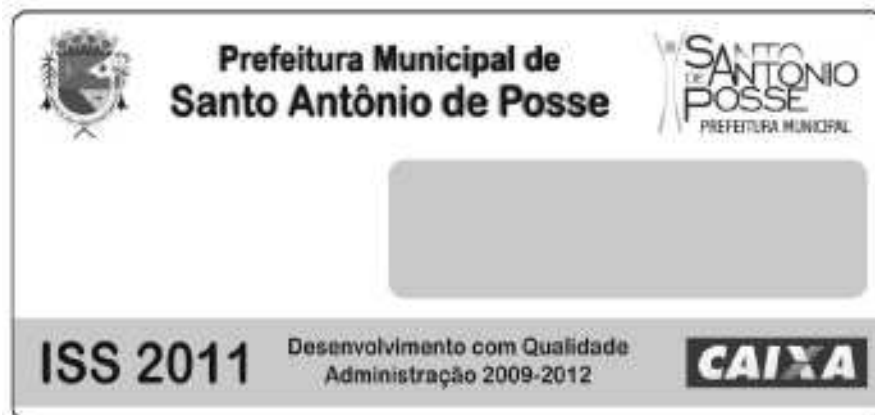 Prefeitura Municipal de
Santo Antônio de Posse
SANTO
DE ANTONIO
POSSE
PREFEITURA MUNICIPAL
ISS 2011
Desenvolvimento com Qualidade
Administração 2009-2012
CAIXA